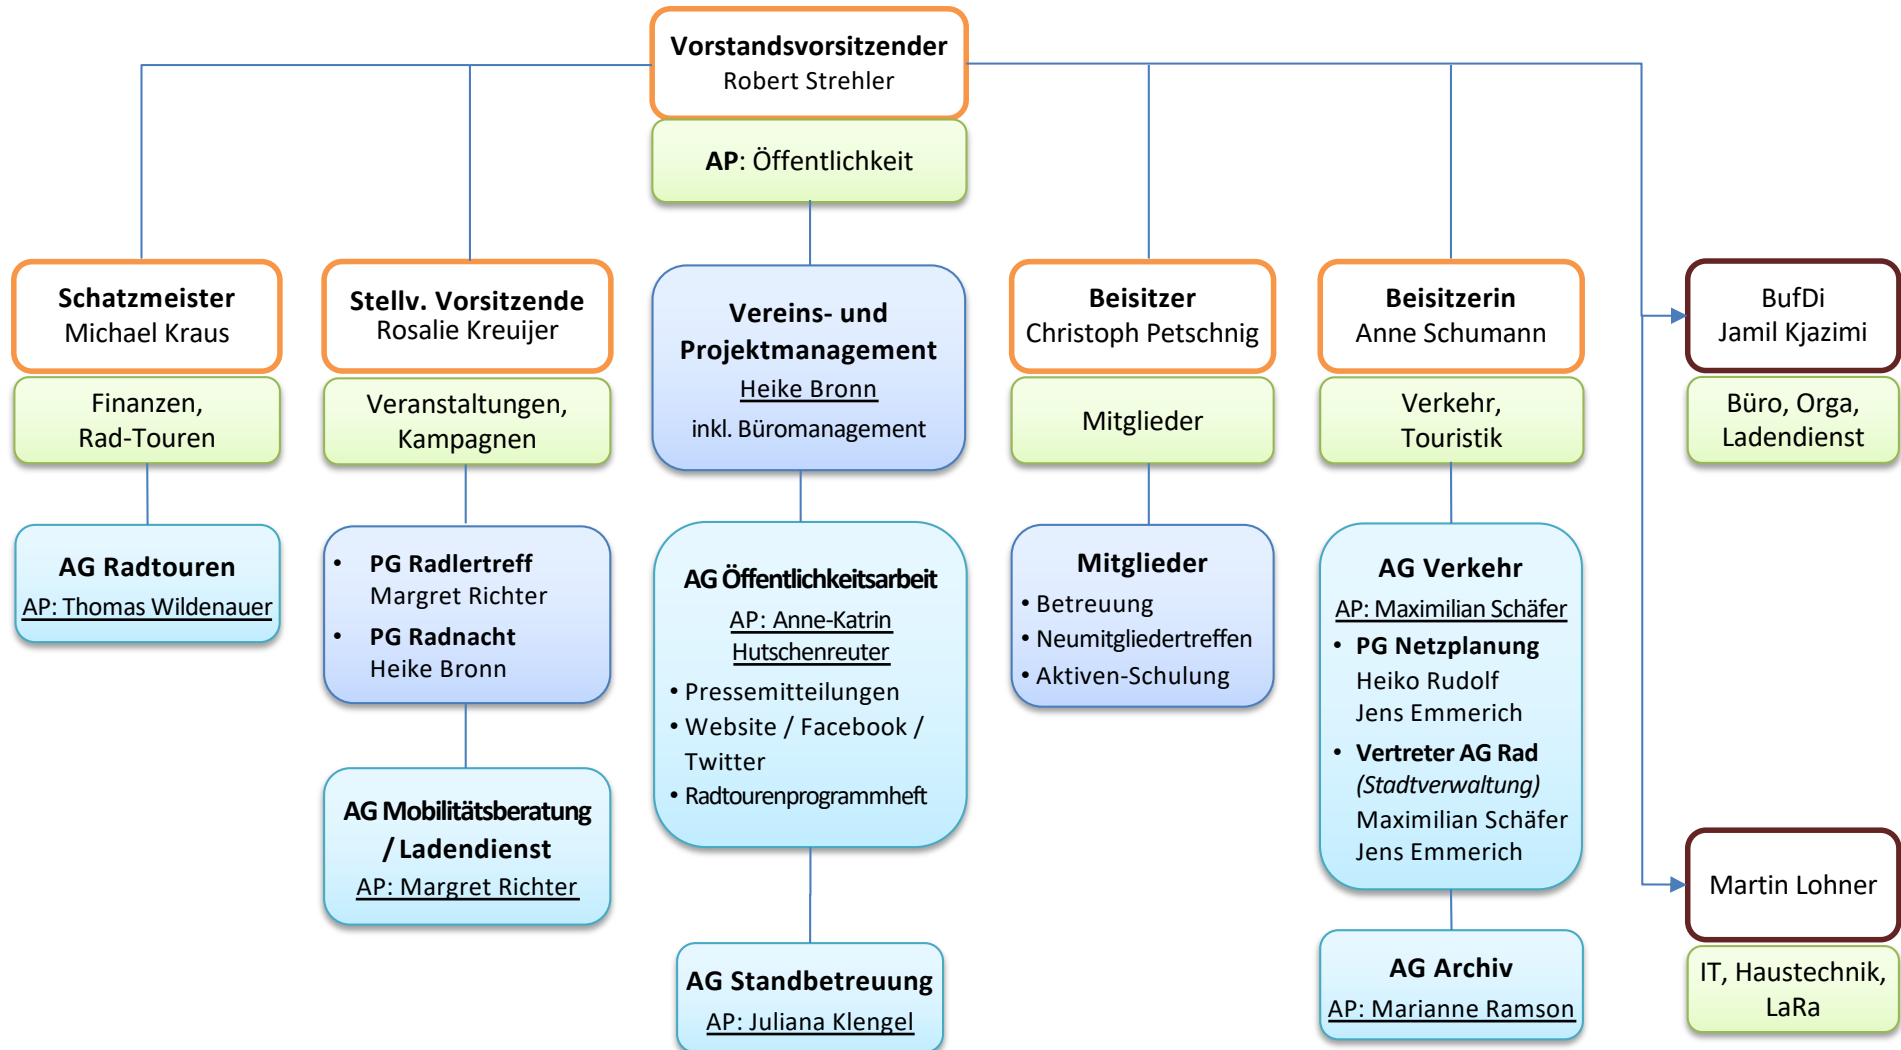 Vorstandsvorsitzender
Robert Strehler
AP: Öffentlichkeit
Schatzmeister
Michael Kraus
Finanzen,
Rad-Touren
AG Radtouren
AP: Thomas Wildenauer
Stellv. Vorsitzende
Rosalie Kreuijer
Veranstaltungen,
Kampagnen
• PG Radlertreff
Margret Richter
• PG Radnacht
Heike Bronn
AG Mobilitätsberatung
/ Ladendienst
AP: Margret Richter
Vereins- und
Projektmanagement
Heike Bronn
inkl. Büromanagement
AG Öffentlichkeitsarbeit
AP: Anne-Katrin
Hutschenreuter
• Pressemitteilungen
• Website / Facebook /
Twitter
• Radtourenprogrammheft
AG Standbetreuung
AP: Juliana Klengel
Beisitzer
Christoph Petschnig
Mitglieder
Mitglieder
• Betreuung
• Neumitgliedertreffen
• Aktiven-Schulung
Beisitzerin
Anne Schumann
Verkehr,
Touristik
AG Verkehr
AP: Maximilian Schäfer
• PG Netzplanung
Heiko Rudolf
Jens Emmerich
• Vertreter AG Rad
(Stadtverwaltung)
Maximilian Schäfer
Jens Emmerich
AG Archiv
AP: Marianne Ramson
BufDi
Jamil Kjazimi
Büro, Orga,
Ladendienst
Martin Lohner
IT, Haustechnik,
LaRa